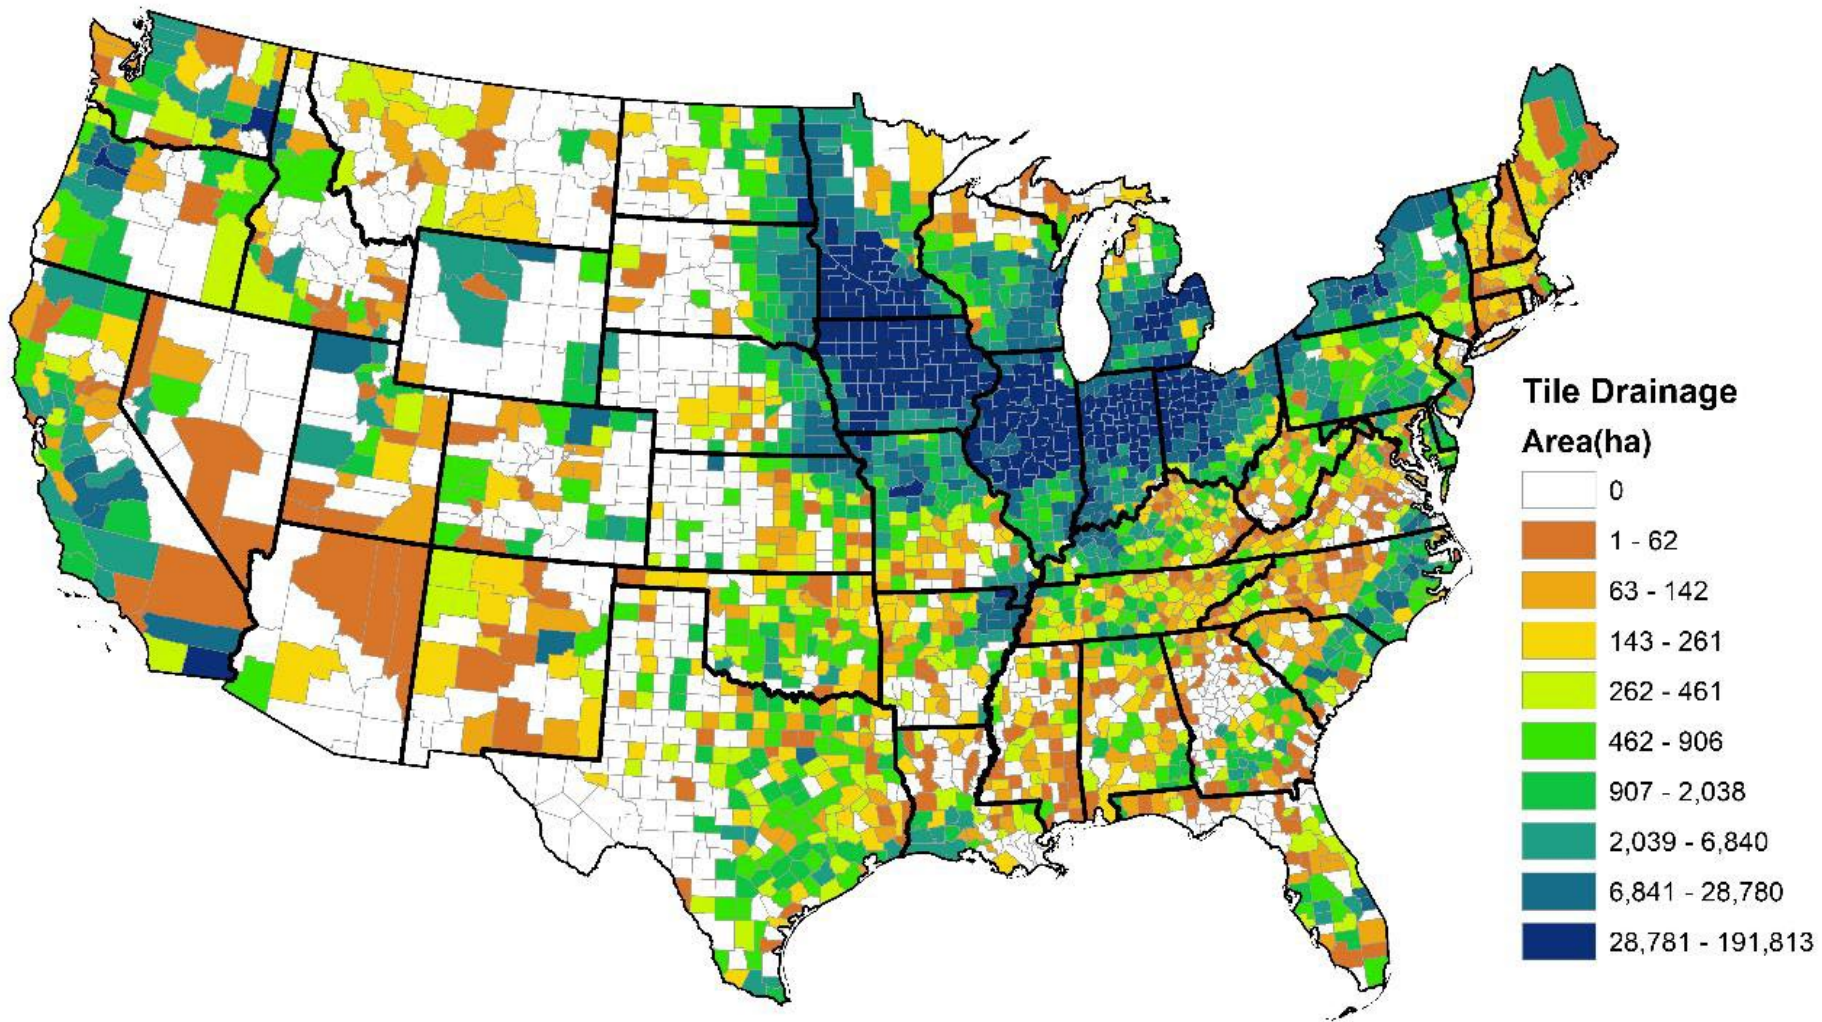 Tile Drainage
Area(ha)
0
1 - 62
63 - 142
143 - 261
262 - 461
462 - 906
907 - 2,038
2,039 - 6,840
6,841 - 28,780
28,781 - 191,813